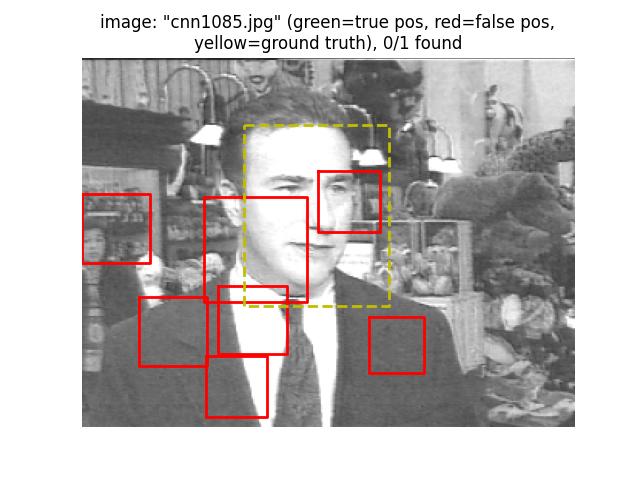 image: "cnn1085.jpg" (green=true pos, red=false pos,
yellow=ground truth), 0/1 found